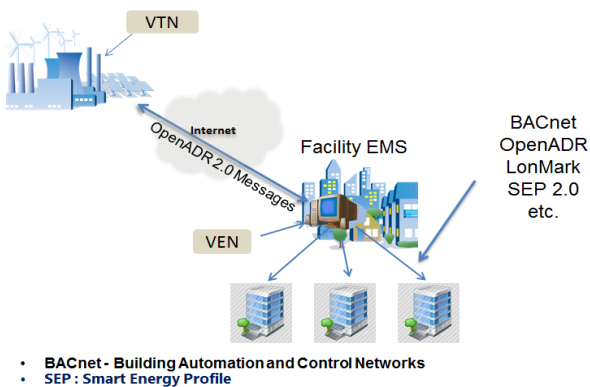 VTN
Internet
OpenADR 2.0 Messages
Facility EMS
BACnet
OpenADR
LonMark
SEP 2.0
etc.
VEN
• BACnet - Building Automation and Control Networks
• SEP : Smart Energy Profile